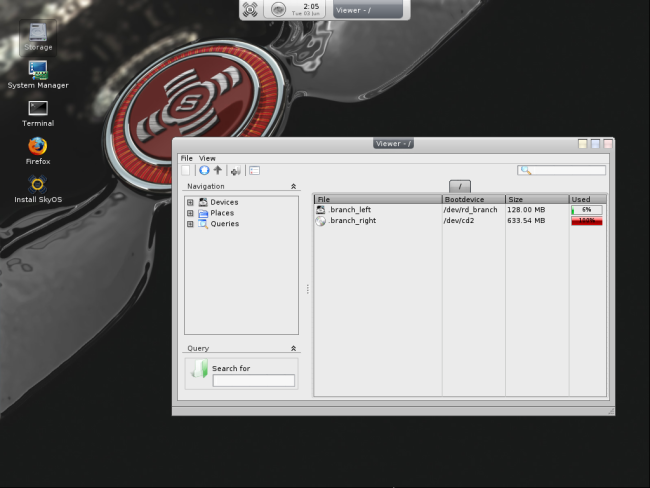 2:05
Tue 03 Jun
Viewer - /
Storage
System Manager
Terminal
Firefox
Install SkyOS
Viewer - /
File View
Navigation
Devices
Places
Queries
Query
Search for
/
File Bootdevice Size Used
.branch_left /dev/rd_branch 128.00 MB 6%
.branch_right /dev/cd2 633.54 MB 100%
S